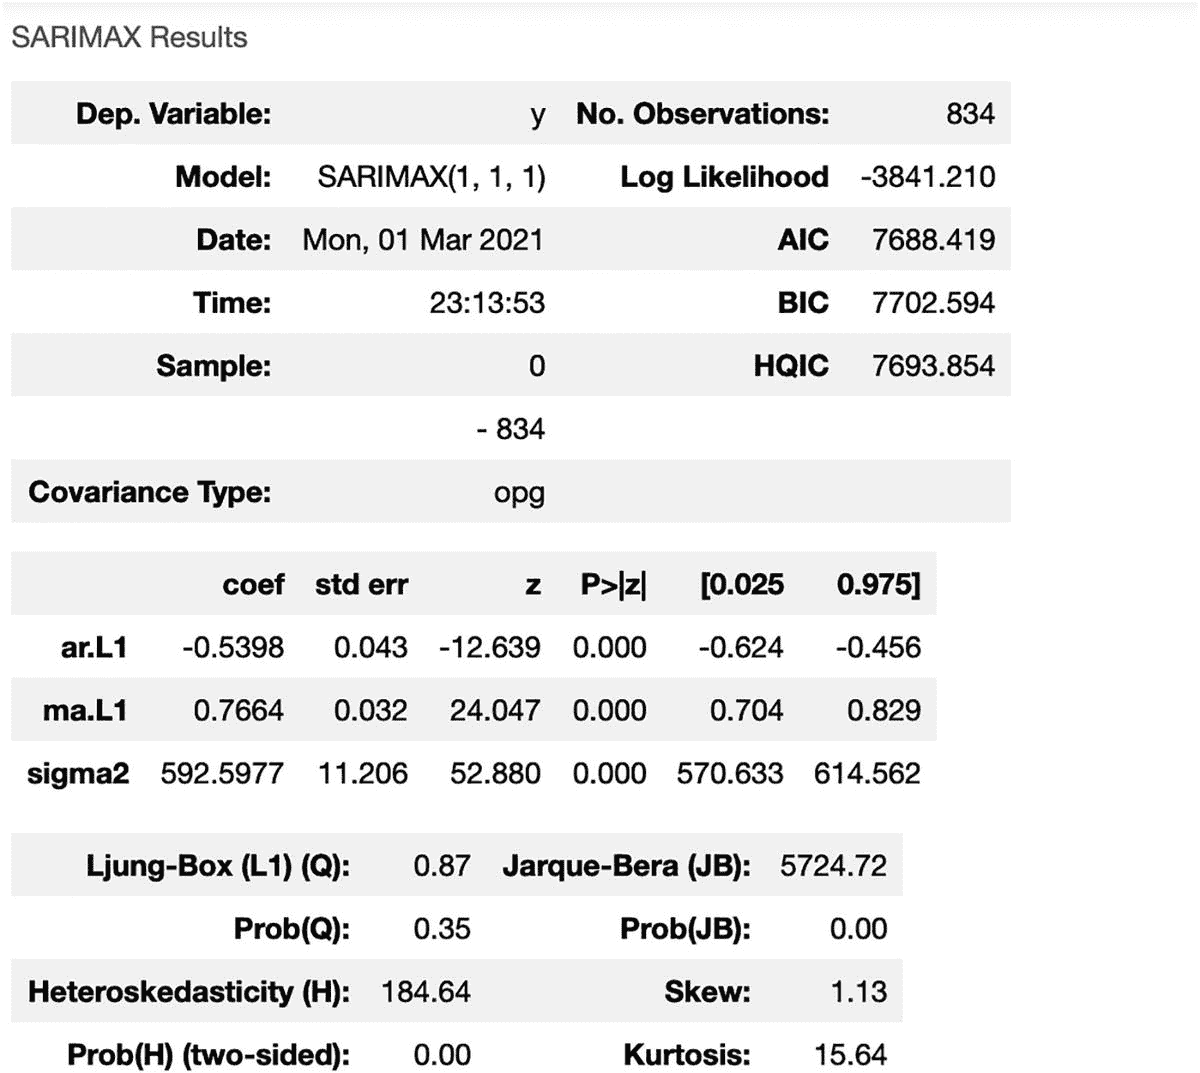 SARIMAX Results
Dep. Variable: y No. Observations: 834
Model: SARIMAX(1, 1, 1) Log Likelihood -3841.210
Date: Mon, 01 Mar 2021 AIC 7688.419
Time: 23:13:53 BIC 7702.594
Sample: 0 HQIC 7693.854
- 834
Covariance Type: opg
coef std err z P>|z| [0.025 0.975]
ar.L1 -0.5398 0.043 -12.639 0.000 -0.624 -0.456
ma.L1 0.7664 0.032 24.047 0.000 0.704 0.829
sigma2 592.5977 11.206 52.880 0.000 570.633 614.562
Ljung-Box (L1) (Q): 0.87 Jarque-Bera (JB): 5724.72
Prob(Q): 0.35 Prob(JB): 0.00
Heteroskedasticity (H): 184.64 Skew: 1.13
Prob(H) (two-sided): 0.00 Kurtosis: 15.64